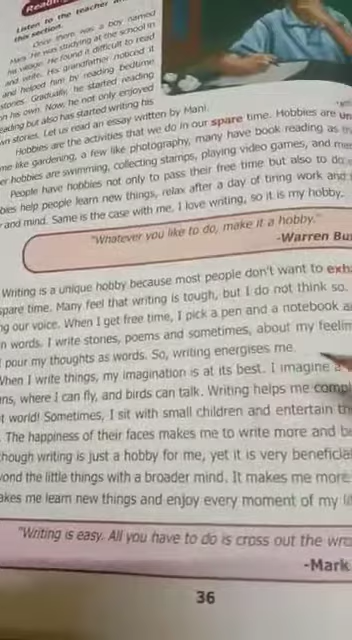 Listen to the teacher
this section.
Once there was a boy named
Mani. He was studying at the school in
his village. He found it difficult to read
and write. His grandfather noticed it
and helped him by reading bedtime
stories. Gradually, he started reading
his own. Now, he not only enjoyed
reading but also started writing his
own stories. Let us read an essay written by Mani.
Hobbies are the activities that we do in our spare time. Hobbies are
me like gardening, a few like photography, many have book reading as
er hobbies are swimming, collecting stamps, playing video games, and
People have hobbies not only to pass their free time but also to
bies help people learn new things, relax after a day of tiring work and
and mind. Same is the case with me. I love writing, so it is my hobby.
"Whatever you like to do, make it a hobby."
-Warren Bu
Writing is a unique hobby because most people don't want to
spare time. Many feel that writing is tough, but I do not think so.
ng our voice. When I get free time, I pick a pen and a notebook
n words. I write stories, poems and sometimes, about my
pour my thoughts as words. So, writing energises me.
When I write things, my imagination is at its best. I imagine
ns, where I can fly, and birds can talk. Writing helps me
t world! Sometimes, I sit with small children and entertain
The happiness of their faces makes me to write more and
though writing is just a hobby for me, yet it is very beneficial
yond the little things with a broader mind. It makes me more
akes me learn new things and enjoy every moment of my
"Writing is easy. All you have to do is cross out the wro
-Mark
36